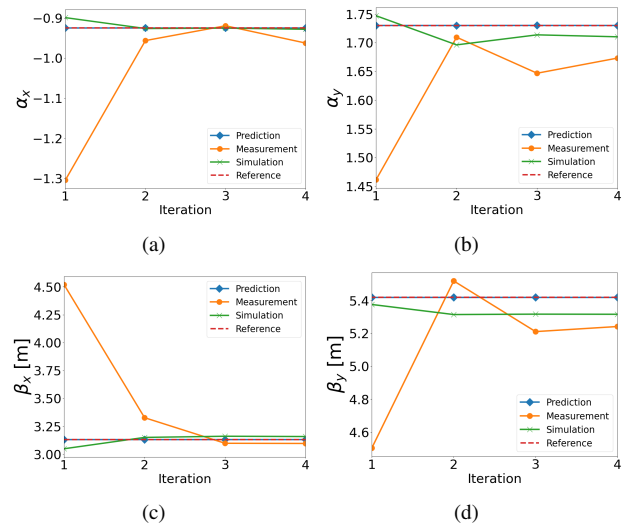 −0.9
−1.0
−1.1
−1.2
−1.3
αx
1
2
3
4
Iteration
Prediction
Measurement
Simulation
Reference
(a)
1.75
1.70
1.65
1.60
1.55
1.50
1.45
αy
1
2
3
4
Iteration
Prediction
Measurement
Simulation
Reference
(b)
4.50
4.25
4.00
3.75
3.50
3.25
3.00
βx [m]
1
2
3
4
Iteration
Prediction
Measurement
Simulation
Reference
(c)
5.4
5.2
5.0
4.8
4.6
βy [m]
1
2
3
4
Iteration
Prediction
Measurement
Simulation
Reference
(d)